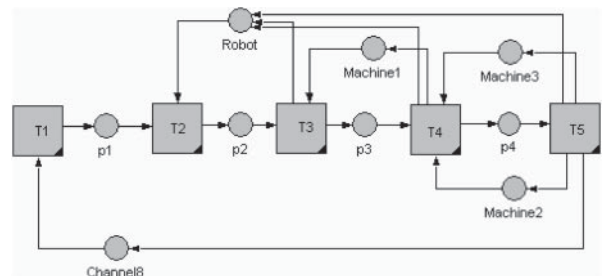 Robot
Machine1
Machine3
T1
T2
T3
T4
T5
p1
p2
p3
p4
Machine2
Channel8